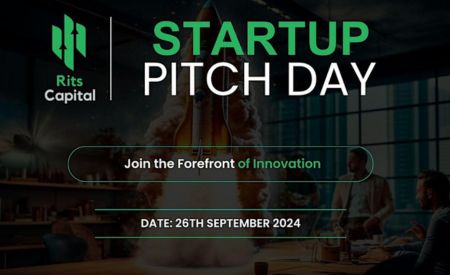 Rits
Capital
STARTUP
PITCH DAY
Join the Forefront of Innovation
DATE: 26TH SEPTEMBER 2024